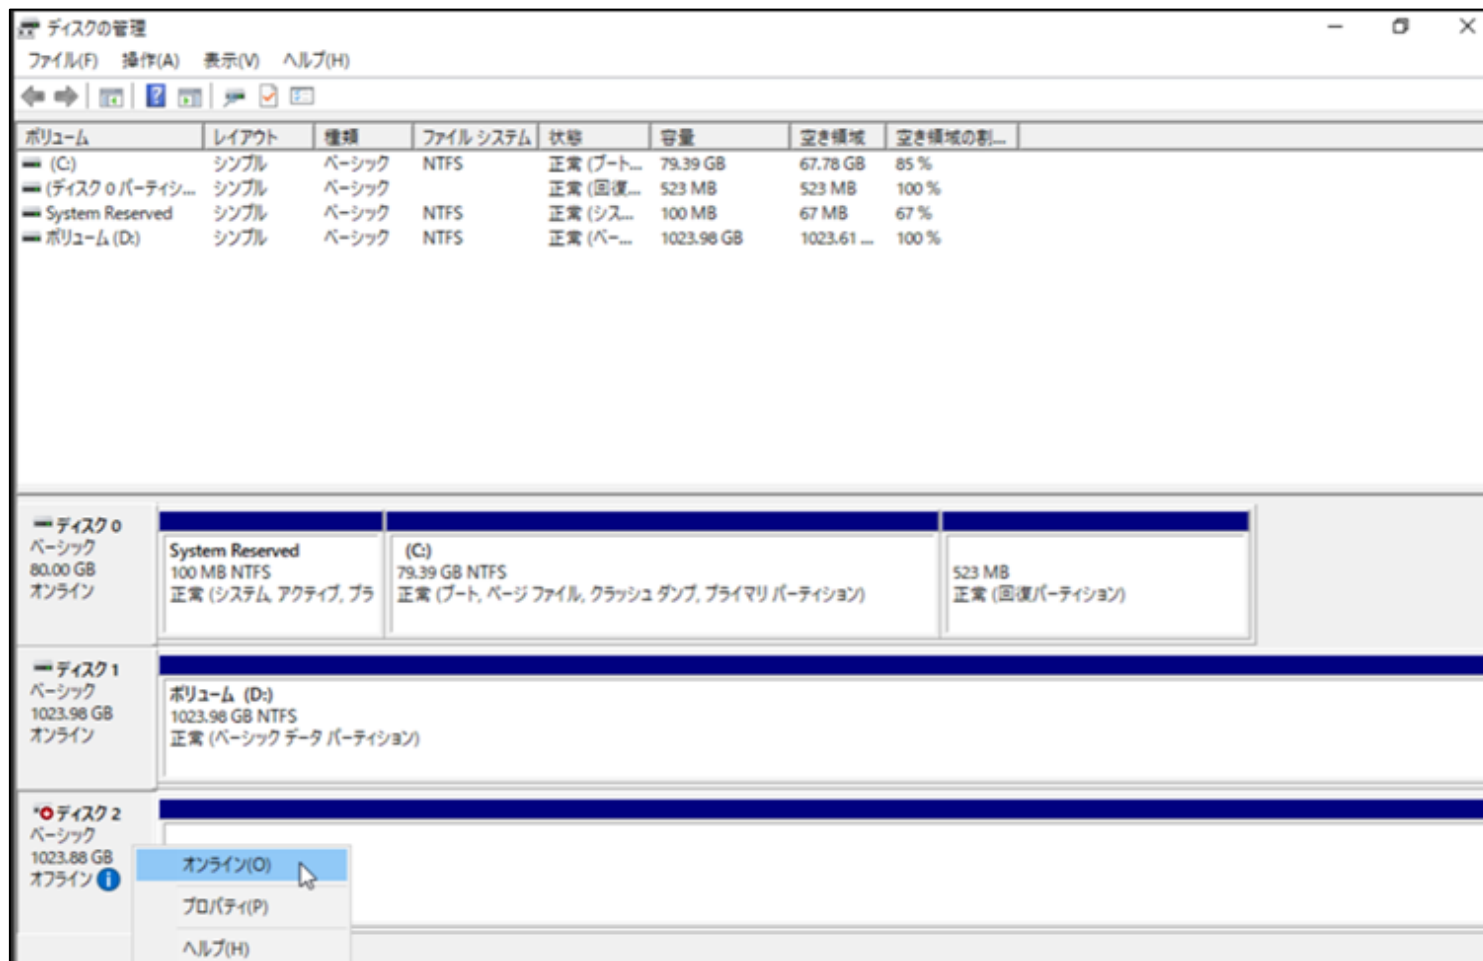 ディスクの管理
ファイル(F) 操作(A) 表示(V) ヘルプ(H)
ボリューム レイアウト 種類 ファイル システム 状態 容量 空き領域 空き領域の割...
(C:) シンプル ベーシック NTFS 正常 (ブート... 79.39 GB 67.78 GB 85 %
(ディスク 0 パーティシ... シンプル ベーシック 正常 (回復... 523 MB 523 MB 100 %
System Reserved シンプル ベーシック NTFS 正常 (シス... 100 MB 67 MB 67 %
ボリューム (D:) シンプル ベーシック NTFS 正常 (ベー... 1023.98 GB 1023.61 ... 100 %
ディスク 0
ベーシック
80.00 GB
オンライン
System Reserved
100 MB NTFS
正常 (システム, アクティブ, プラ
(C:)
79.39 GB NTFS
正常 (ブート, ページ ファイル, クラッシュ ダンプ, プライマリ パーティション)
523 MB
正常 (回復パーティション)
ディスク 1
ベーシック
1023.98 GB
オンライン
ボリューム (D:)
1023.98 GB NTFS
正常 (ベーシック データ パーティション)
ディスク 2
ベーシック
1023.88 GB
オフライン
オンライン(O)
プロパティ(P)
ヘルプ(H)